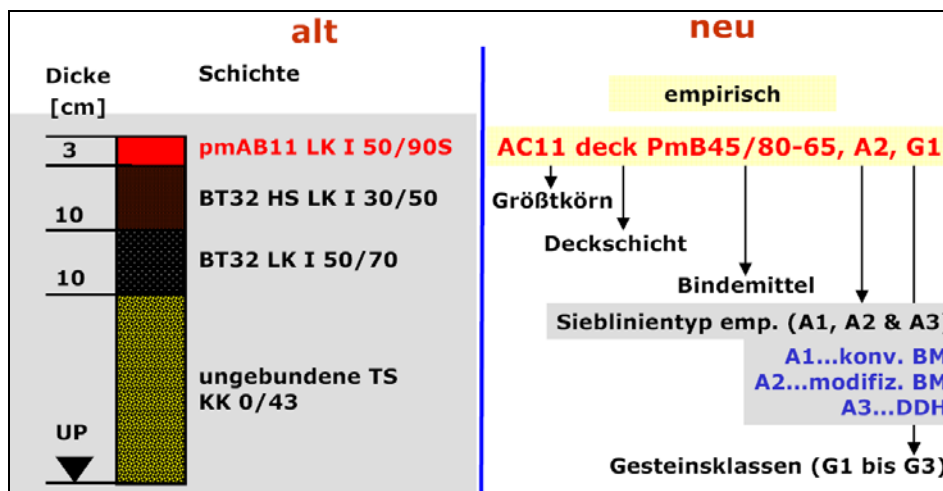 alt
neu
Dicke
[cm]
Schichte
empirisch
3
pmAB11 LK I 50/90S
AC11 deck PmB45/80-65, A2, G1
10
BT32 HS LK I 30/50
Größtkörn
Deckschicht
10
BT32 LK I 50/70
Bindemittel
Sieblinientyp emp. (A1, A2 & A3)
A1...konv. BM
A2...modifiz. BM
A3...DDH
ungebundene TS
KK 0/43
UP
Gesteinsklassen (G1 bis G3)